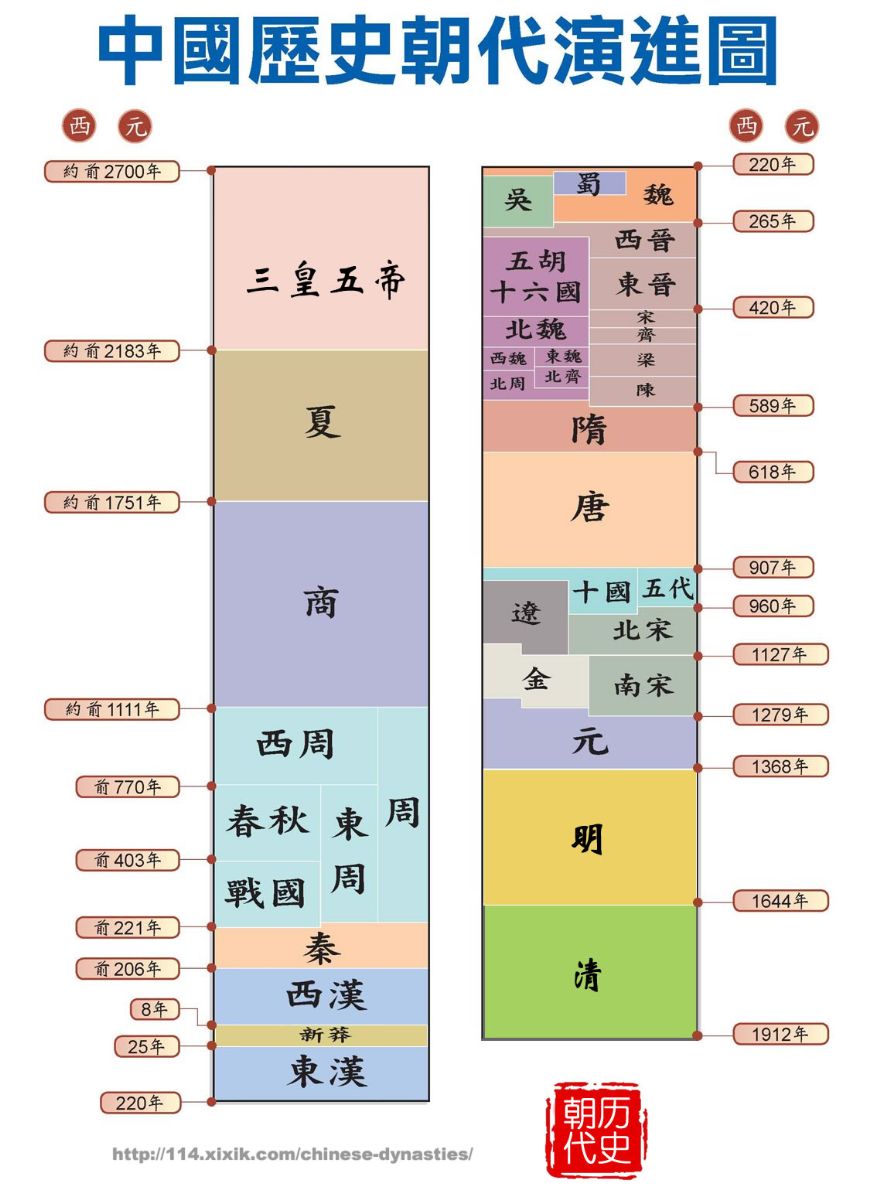 中國歷史朝代演進圖
西 元
約前2700年
三皇五帝
約前2183年
夏
約前1751年
商
約前1111年
西周
周
前770年
春秋
東周
前403年
戰國
前221年
秦
前206年
西漢
8年
新莽
25年
東漢
220年
西 元
220年
蜀
吳
魏
265年
西晉
五胡
十六國
東晉
420年
宋
北魏
齊
西魏
東魏
梁
北周
北齊
陳
589年
隋
618年
唐
907年
十國
五代
960年
遼
北宋
1127年
金
南宋
1279年
元
1368年
明
1644年
清
1912年
历史
朝代
http://114.xixik.com/chinese-dynasties/